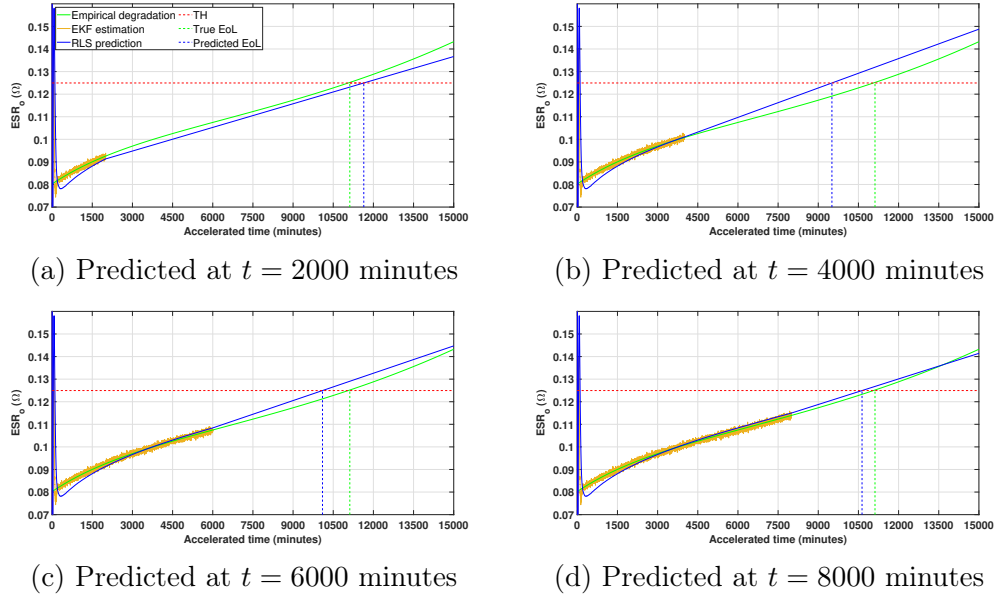 Empirical degradation
EKF estimation
RLS prediction
TH
True EoL
Predicted EoL
0.15
0.14
0.13
0.12
0.11
0.1
0.09
0.08
0.07
ESR_o (Ω)
0 1500 3000 4500 6000 7500 9000 10500 12000 13500 15000
Accelerated time (minutes)
(a) Predicted at t = 2000 minutes
0.15
0.14
0.13
0.12
0.11
0.1
0.09
0.08
0.07
ESR_o (Ω)
0 1500 3000 4500 6000 7500 9000 10500 12000 13500 15000
Accelerated time (minutes)
(b) Predicted at t = 4000 minutes
0.15
0.14
0.13
0.12
0.11
0.1
0.09
0.08
0.07
ESR_o (Ω)
0 1500 3000 4500 6000 7500 9000 10500 12000 13500 15000
Accelerated time (minutes)
(c) Predicted at t = 6000 minutes
0.15
0.14
0.13
0.12
0.11
0.1
0.09
0.08
0.07
ESR_o (Ω)
0 1500 3000 4500 6000 7500 9000 10500 12000 13500 15000
Accelerated time (minutes)
(d) Predicted at t = 8000 minutes